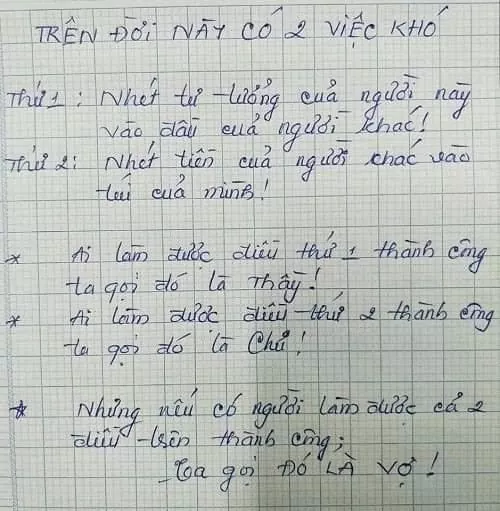 TRÊN ĐỜI NÀY CÓ 2 VIỆC KHÓ
Thứ 1 : Nhét tư tưởng của người này
vào đầu của người khác!
Thứ 2: Nhét tiền của người khác vào
túi của mình!
* Ai làm được điều thứ 1 thành công
ta gọi đó là Thầy!
* Ai làm được điều thứ 2 thành công
ta gọi đó là Chủ!
* Nhưng nếu có người làm được cả 2
điều trên thành công;
_Ta gọi ĐÓ LÀ VỢ!